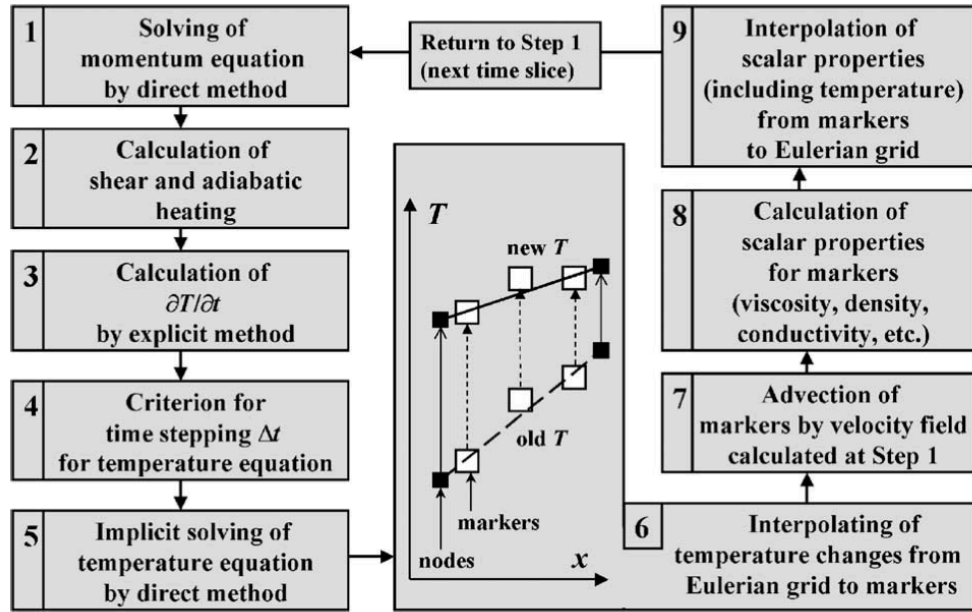 1
Solving of
momentum equation
by direct method
2
Calculation of
shear and adiabatic
heating
3
Calculation of
∂T/∂t
by explicit method
4
Criterion for
time stepping Δt
for temperature equation
5
Implicit solving of
temperature equation
by direct method
T
new T
old T
markers
nodes
x
6
Interpolating of
temperature changes from
Eulerian grid to markers
7
Advection of
markers by velocity field
calculated at Step 1
8
Calculation of
scalar properties
for markers
(viscosity, density,
conductivity, etc.)
9
Interpolation of
scalar properties
(including temperature)
from markers
to Eulerian grid
Return to Step 1
(next time slice)